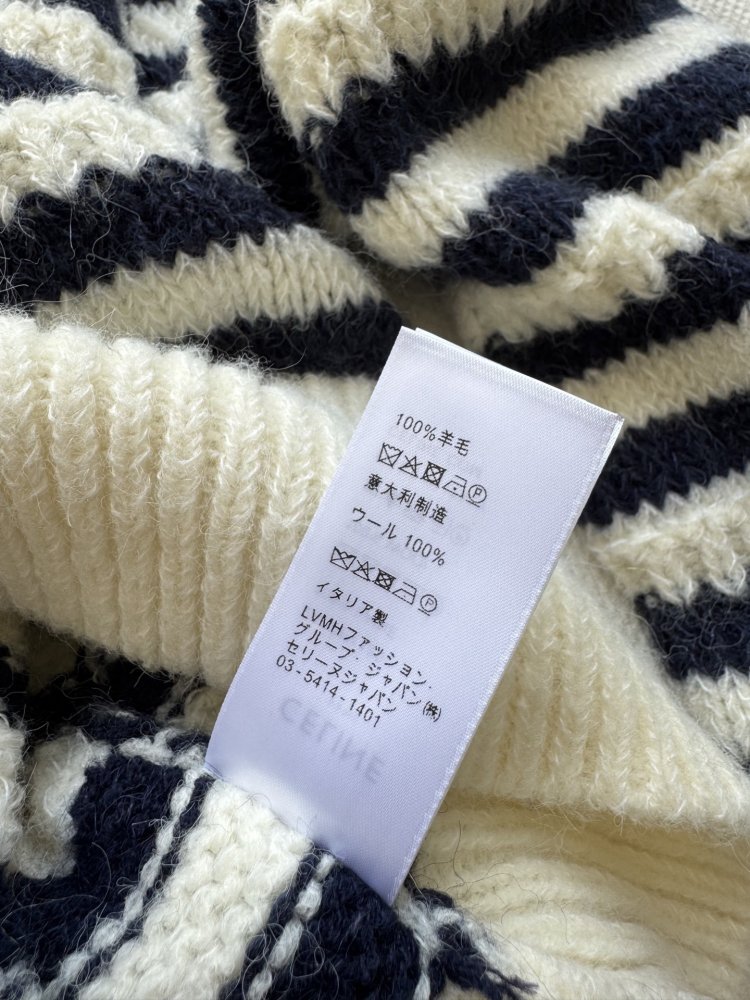 100%羊毛
P
意大利制造
ウール 100%
P
イタリア製
LVMHファッション・
グループ・ジャパン(株)
セリーヌジャパン
03-5414-1401
CELINE